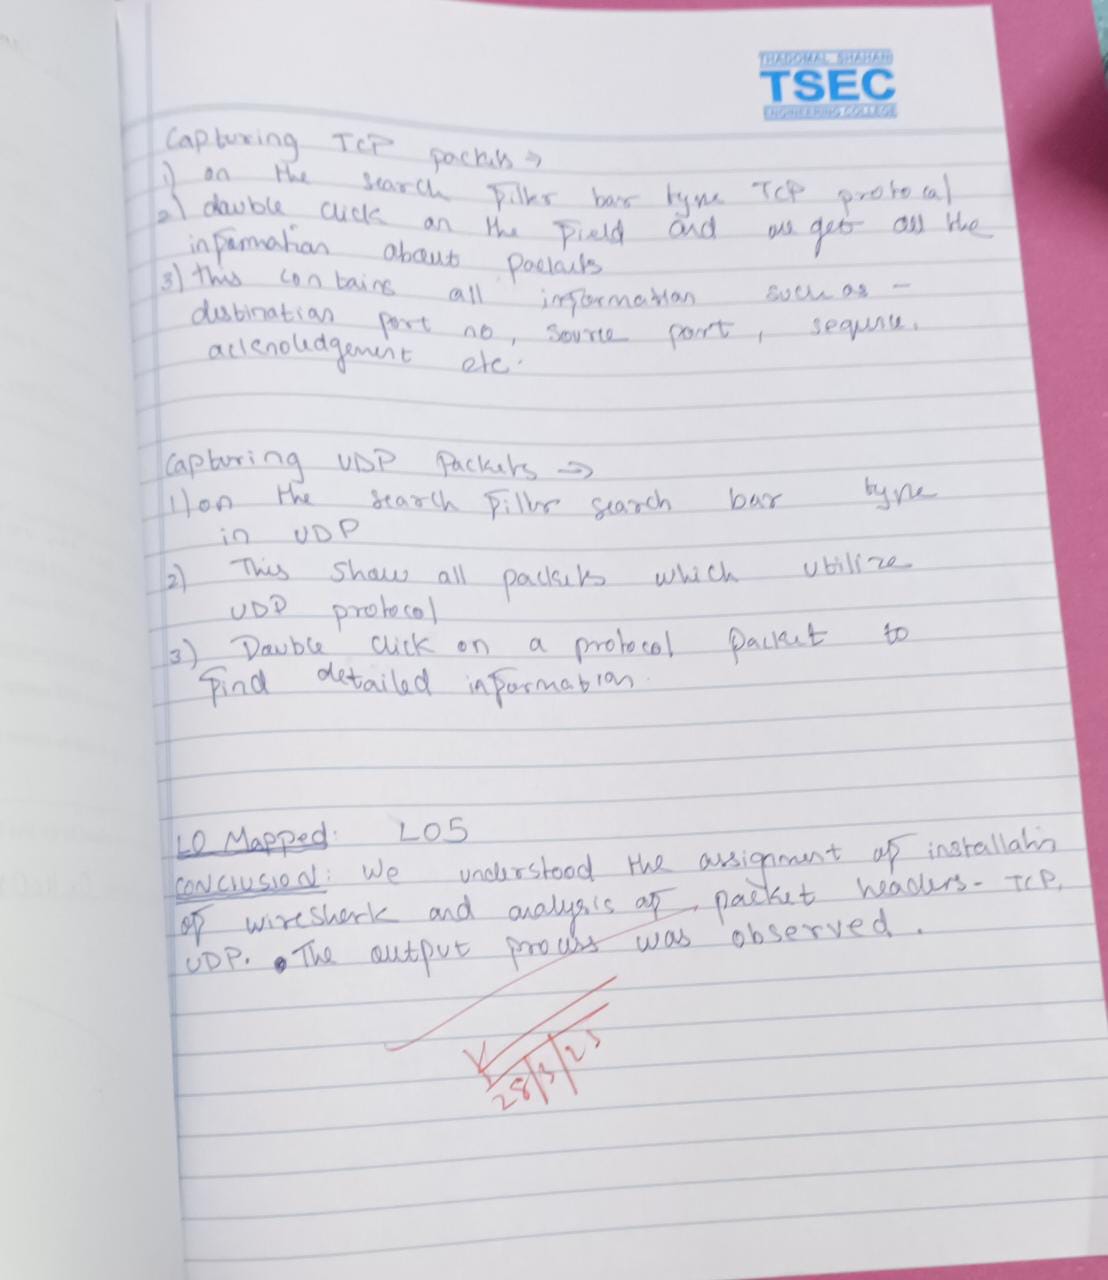 THADOMAL SHAHANI
TSEC
ENGINEERING COLLEGE
Capturing TCP packets →
1) on the search filter bar type TCP protocal
2) double click on the field and we get all the
information about packets
3) this contains all information such as -
destination port no, source port,
acknoledgement etc.
Capturing UDP Packets →
1) on the search filter search bar type
in UDP
2) This show all packets which utilize
UDP protocol
3) Double click on a protocol packet to
find detailed information.
LO Mapped: LO5
CONCLUSION: We understood the assignment of
of wireshark and analysis of packet headers - TCP,
UDP. The output process was observed.
28/3/25